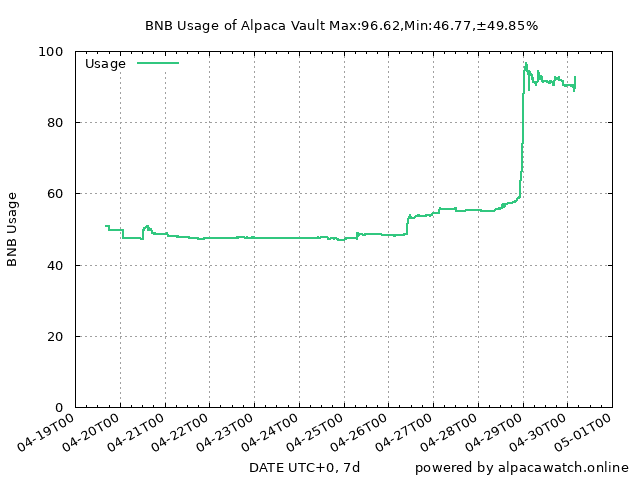 BNB Usage of Alpaca Vault Max:96.62,Min:46.77,±49.85%
Usage
BNB Usage
100
80
60
40
20
0
04-19T00 04-20T00 04-21T00 04-22T00 04-23T00 04-24T00 04-25T00 04-26T00 04-27T00 04-28T00 04-29T00 04-30T00 05-01T00
DATE UTC+0, 7d
powered by alpacawatch.online